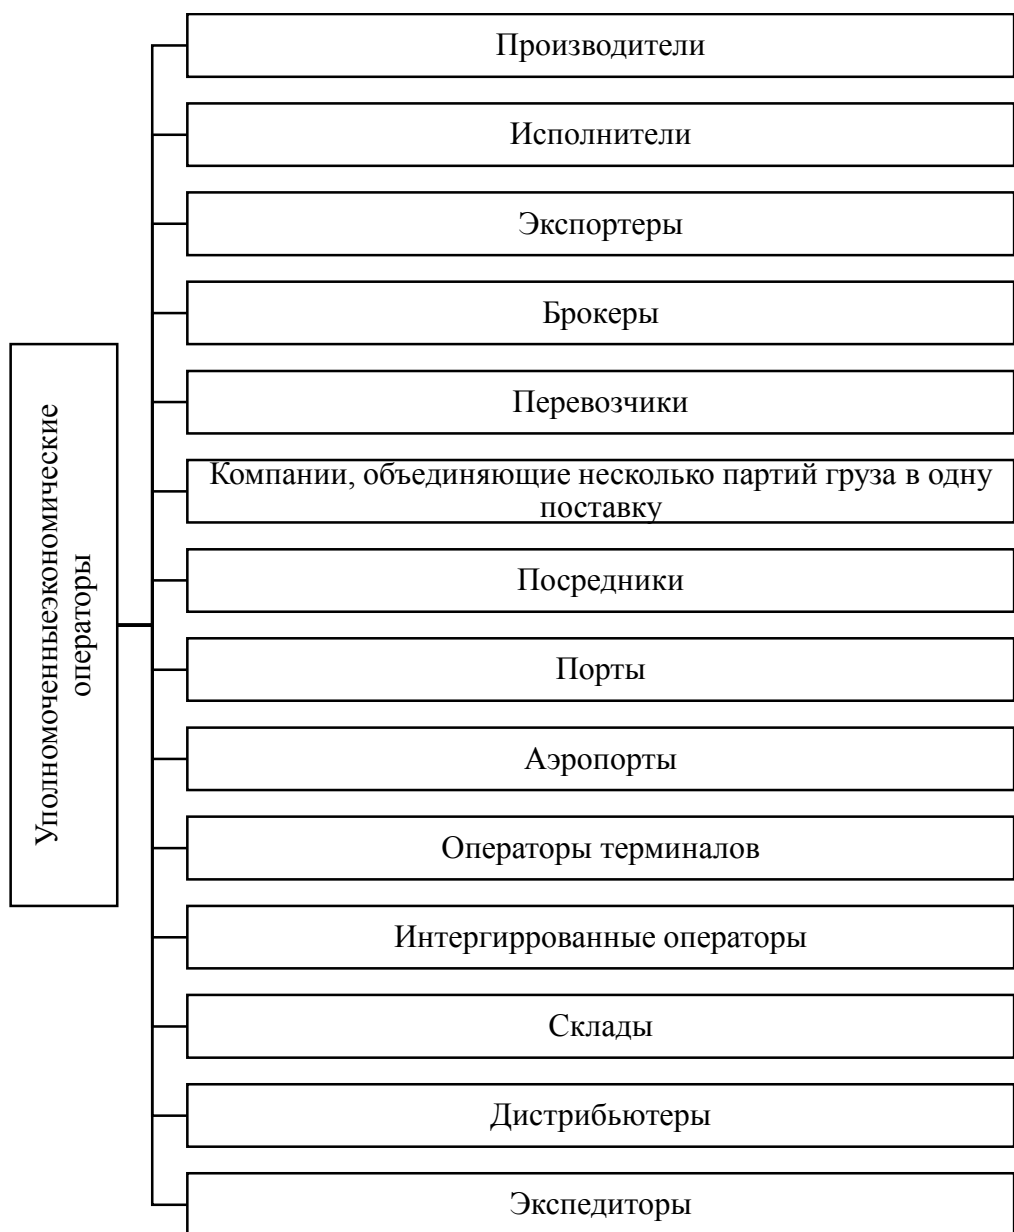 Производители
Исполнители
Экспортеры
Брокеры
Перевозчики
Компании, объединяющие несколько партий груза в одну
поставку
Посредники
Порты
Аэропорты
Операторы терминалов
Интергиррованные операторы
Склады
Дистрибьютеры
Экспедиторы
Уполномоченныеэкономические
операторы